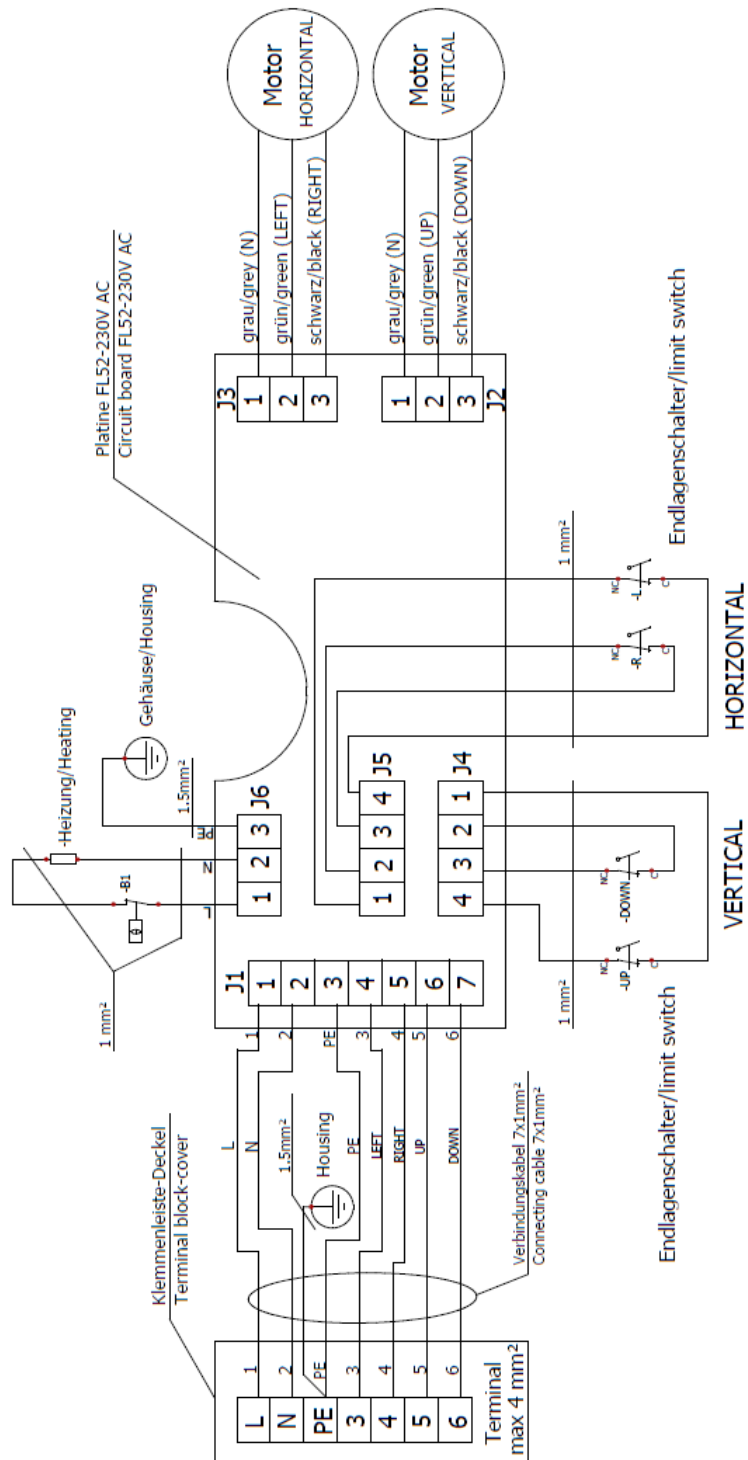 Klemmenleiste-Deckel
Terminal block-cover
L
N
PE
3
4
5
6
1
2
PE
3
4
5
6
Terminal
max 4 mm²
L
N
1.5mm²
Housing
PE
LEFT
RIGHT
UP
DOWN
Verbindungskabel 7x1mm²
Connecting cable 7x1mm²
1
2
PE
3
4
5
6
J1
1
2
3
4
5
6
7
1 mm²
-B1
θ
-Heizung/Heating
L
N
PE
1.5mm²
Gehäuse/Housing
J6
1
2
3
J5
1
2
3
4
J4
4
3
2
1
Platine FL52-230V AC
Circuit board FL52-230V AC
J3
1
2
3
grau/grey (N)
grün/green (LEFT)
schwarz/black (RIGHT)
Motor
HORIZONTAL
1
2
3
J2
grau/grey (N)
grün/green (UP)
schwarz/black (DOWN)
Motor
VERTICAL
1 mm²
NC
-UP
C
NC
-DOWN
C
Endlagenschalter/limit switch
VERTICAL
1 mm²
NC
-R
C
NC
-L
C
Endlagenschalter/limit switch
HORIZONTAL